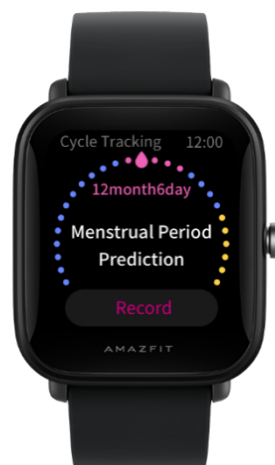 Cycle Tracking 12:00
12month6day
Menstrual Period
Prediction
Record
AMAZFIT